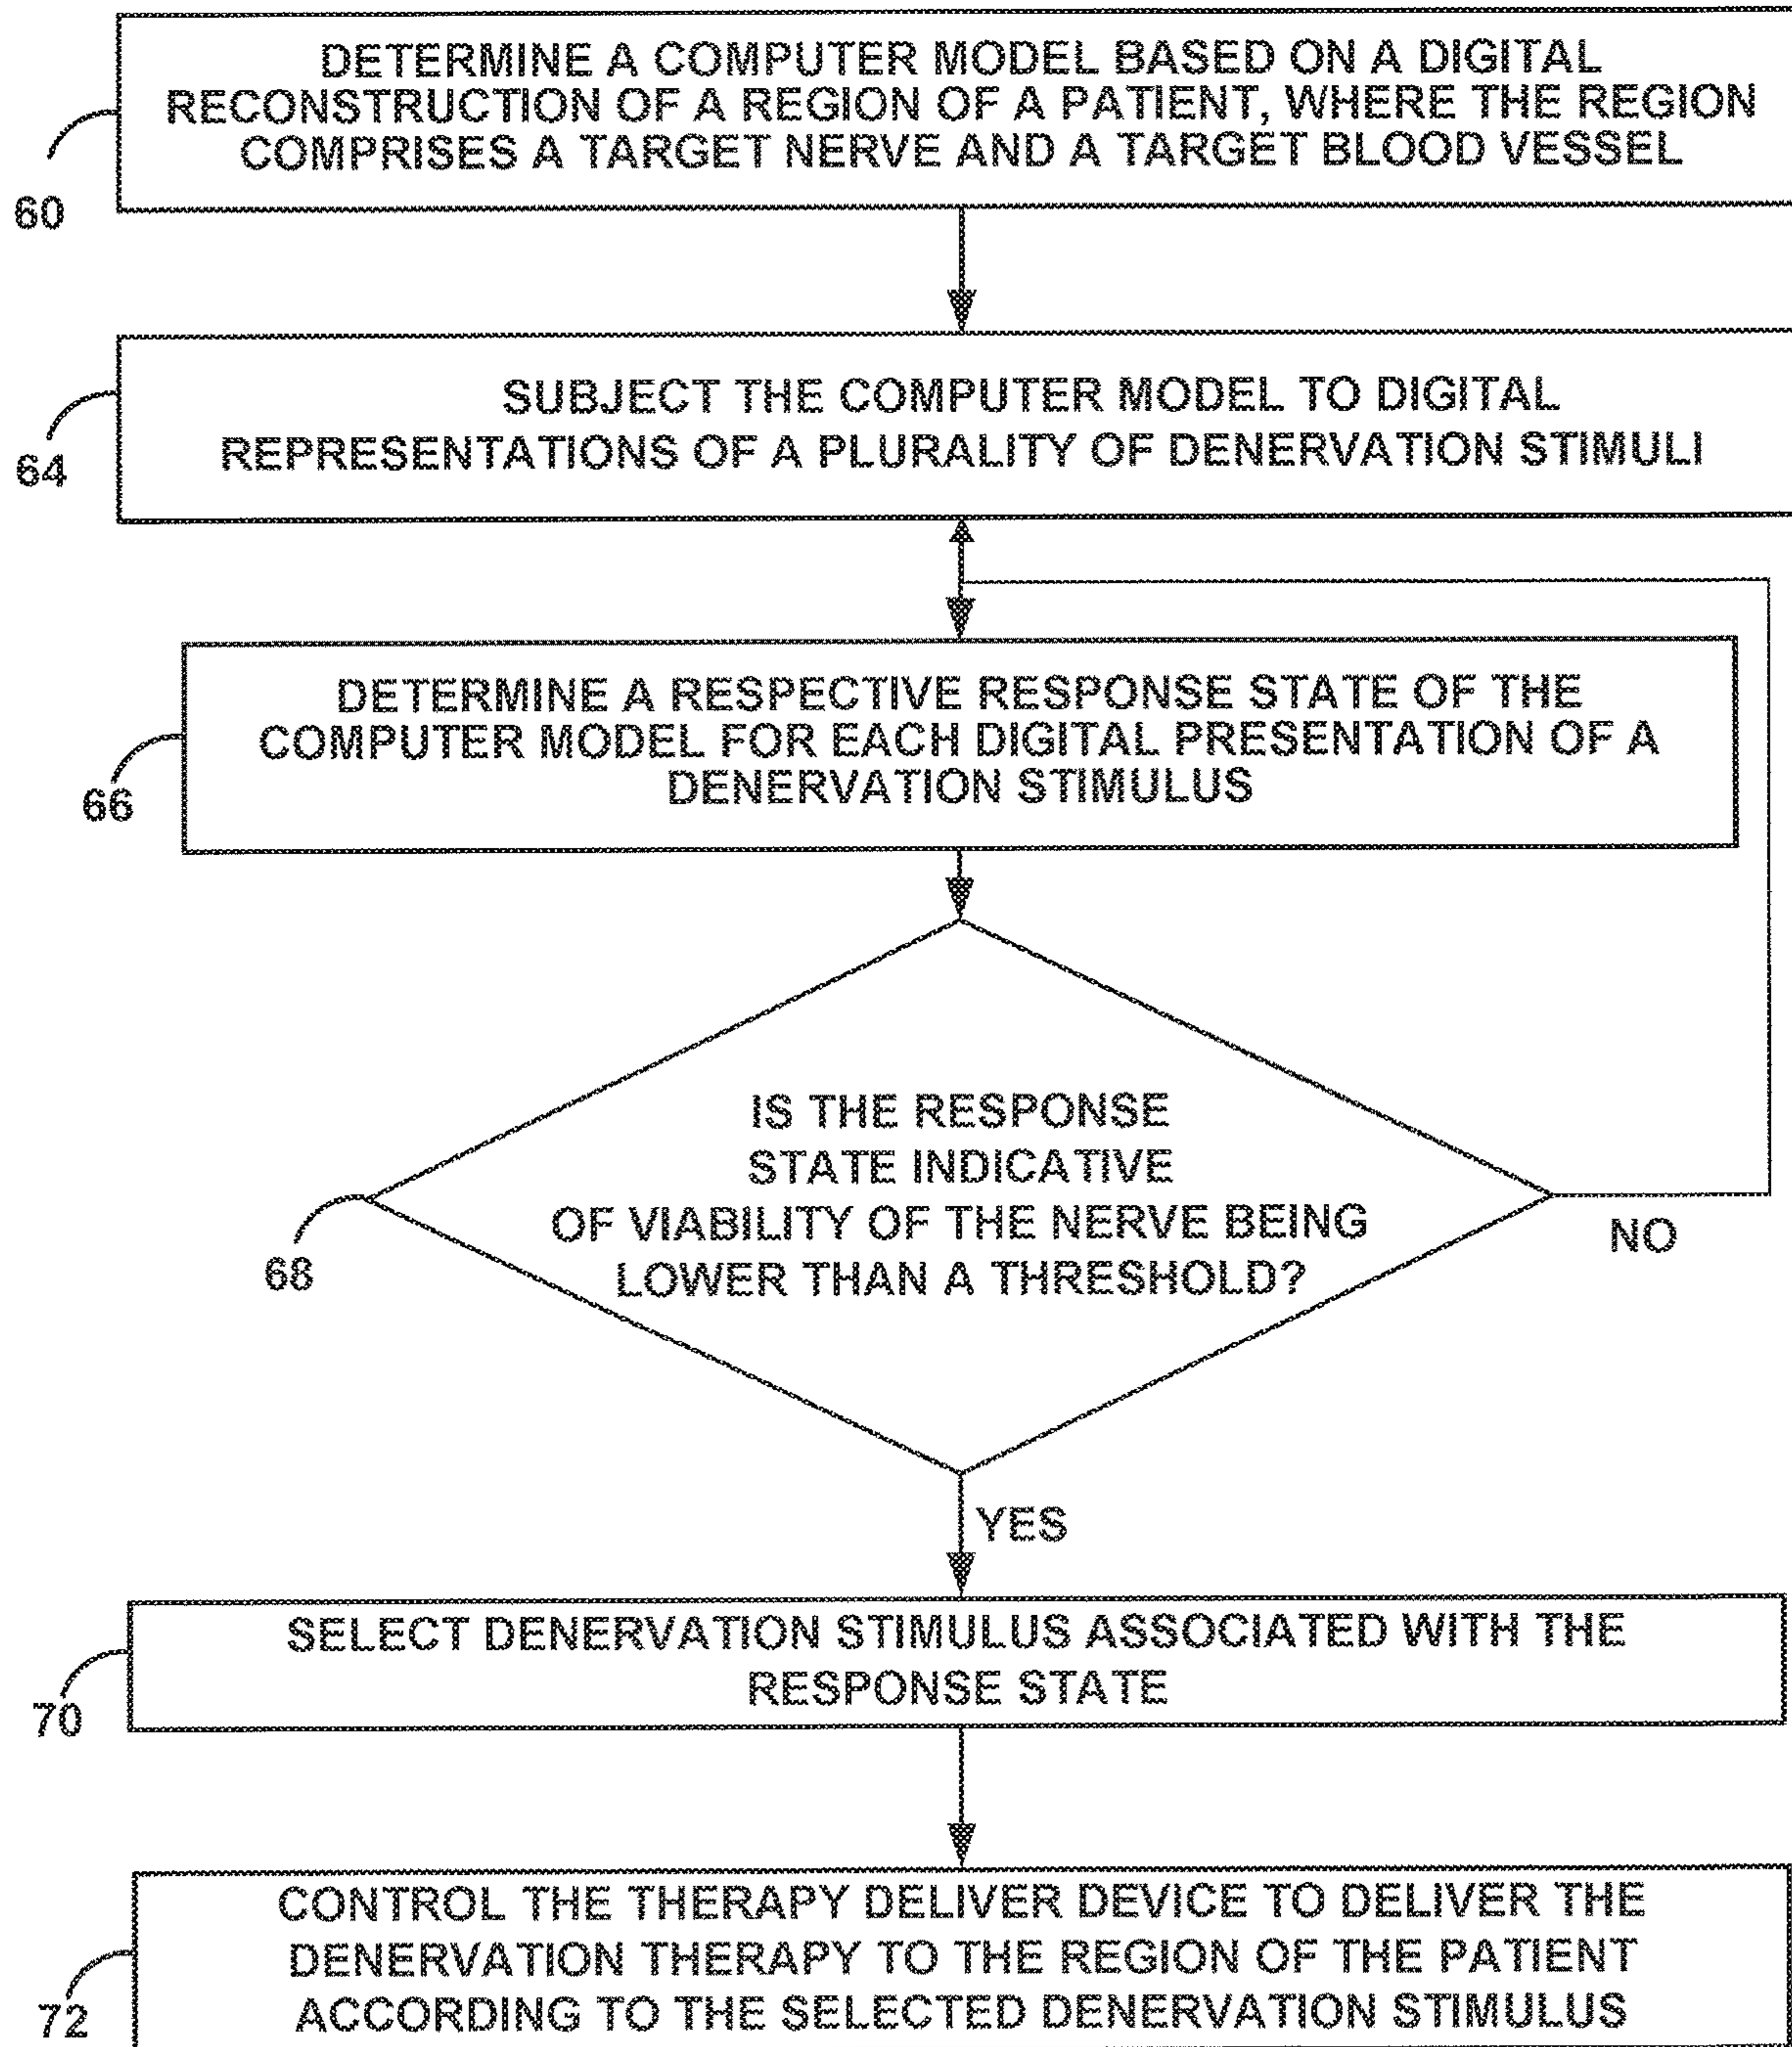 DETERMINE A COMPUTER MODEL BASED ON A DIGITAL
RECONSTRUCTION OF A REGION OF A PATIENT, WHERE THE REGION
COMPRISES A TARGET NERVE AND A TARGET BLOOD VESSEL
60
SUBJECT THE COMPUTER MODEL TO DIGITAL
REPRESENTATIONS OF A PLURALITY OF DENERVATION STIMULI
64
DETERMINE A RESPECTIVE RESPONSE STATE OF THE
COMPUTER MODEL FOR EACH DIGITAL PRESENTATION OF A
DENERVATION STIMULUS
66
IS THE RESPONSE
STATE INDICATIVE
OF VIABILITY OF THE NERVE BEING
LOWER THAN A THRESHOLD?
68
NO
YES
SELECT DENERVATION STIMULUS ASSOCIATED WITH THE
RESPONSE STATE
70
CONTROL THE THERAPY DELIVER DEVICE TO DELIVER THE
DENERVATION THERAPY TO THE REGION OF THE PATIENT
ACCORDING TO THE SELECTED DENERVATION STIMULUS
72